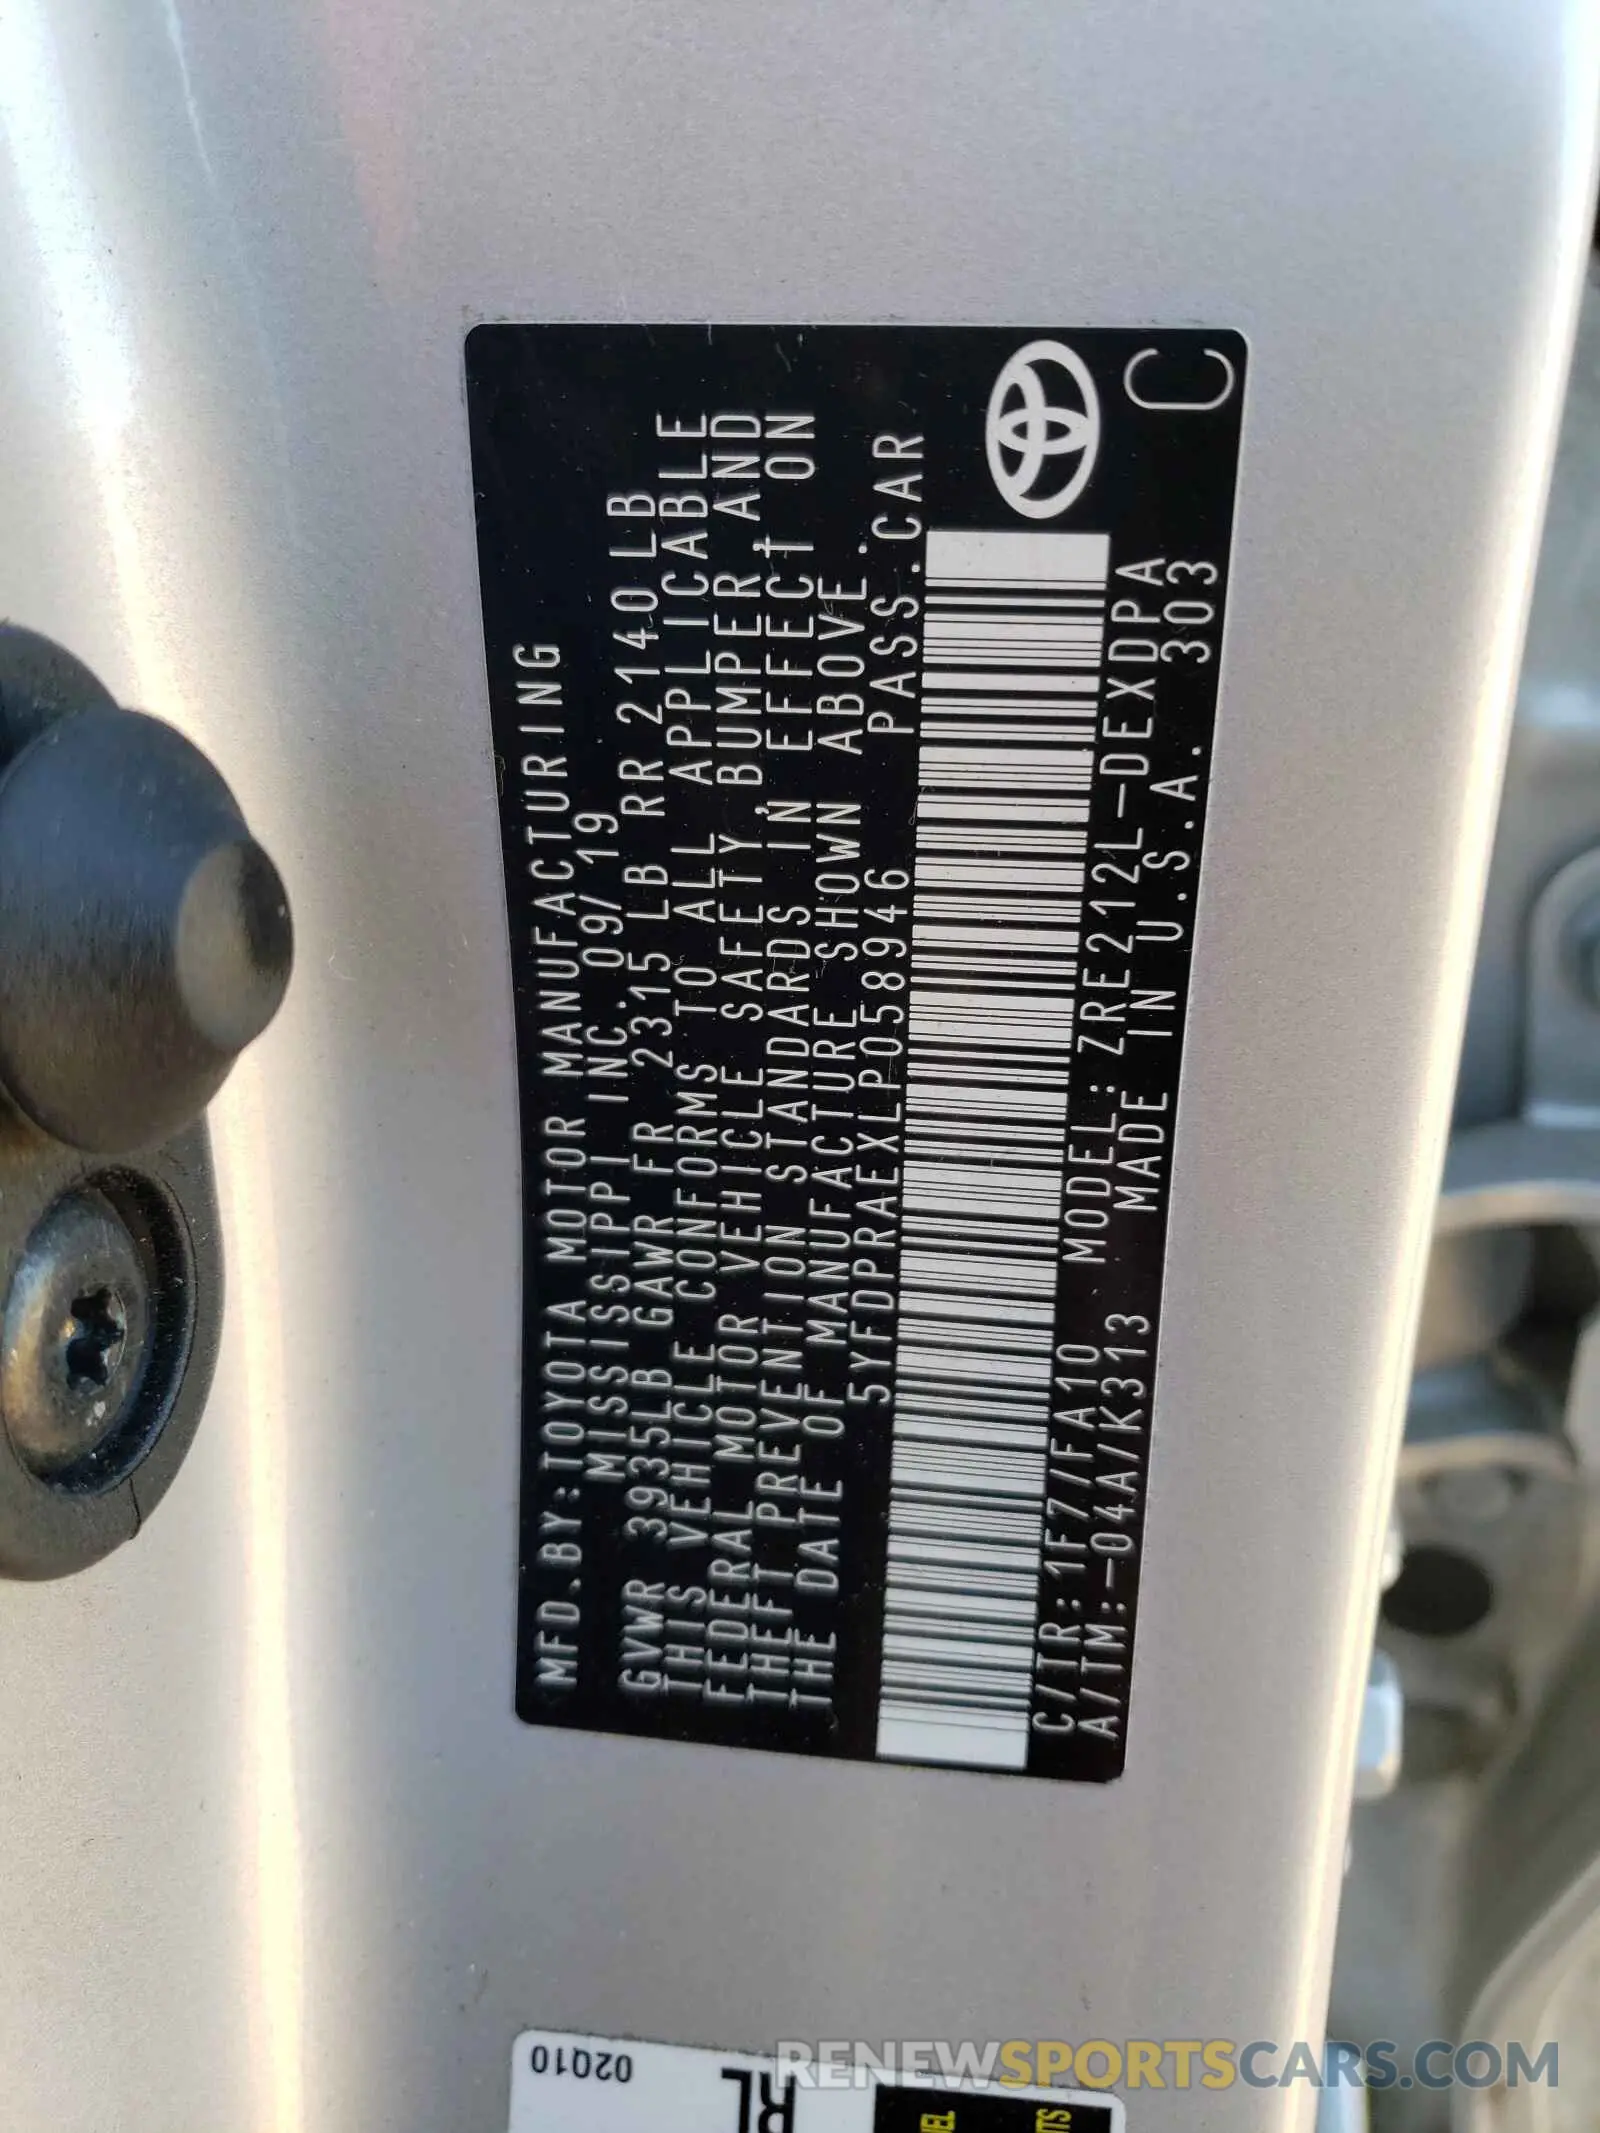 MFD.BY:TOYOTA MOTOR MANUFACTURING
MISSISSIPPI INC. 09/19
GVWR 3935LB GAWR FR 2315 LB RR 2140 LB
THIS VEHICLE CONFORMS TO ALL APPLICABLE
FEDERAL MOTOR VEHICLE SAFETY, BUMPER, AND
THEFT PREVENTION STANDARDS IN EFFECT ON
THE DATE OF MANUFACTURE SHOWN ABOVE.
5YFDPRAEXLP058946 PASS.CAR
C/TR:1F7/FA10 MODEL:ZRE212L-DEXDPA
A/TM:-04A/K313 MADE IN U.S.A. 303
C
02Q10
RENEWSPORTSCARS.COM